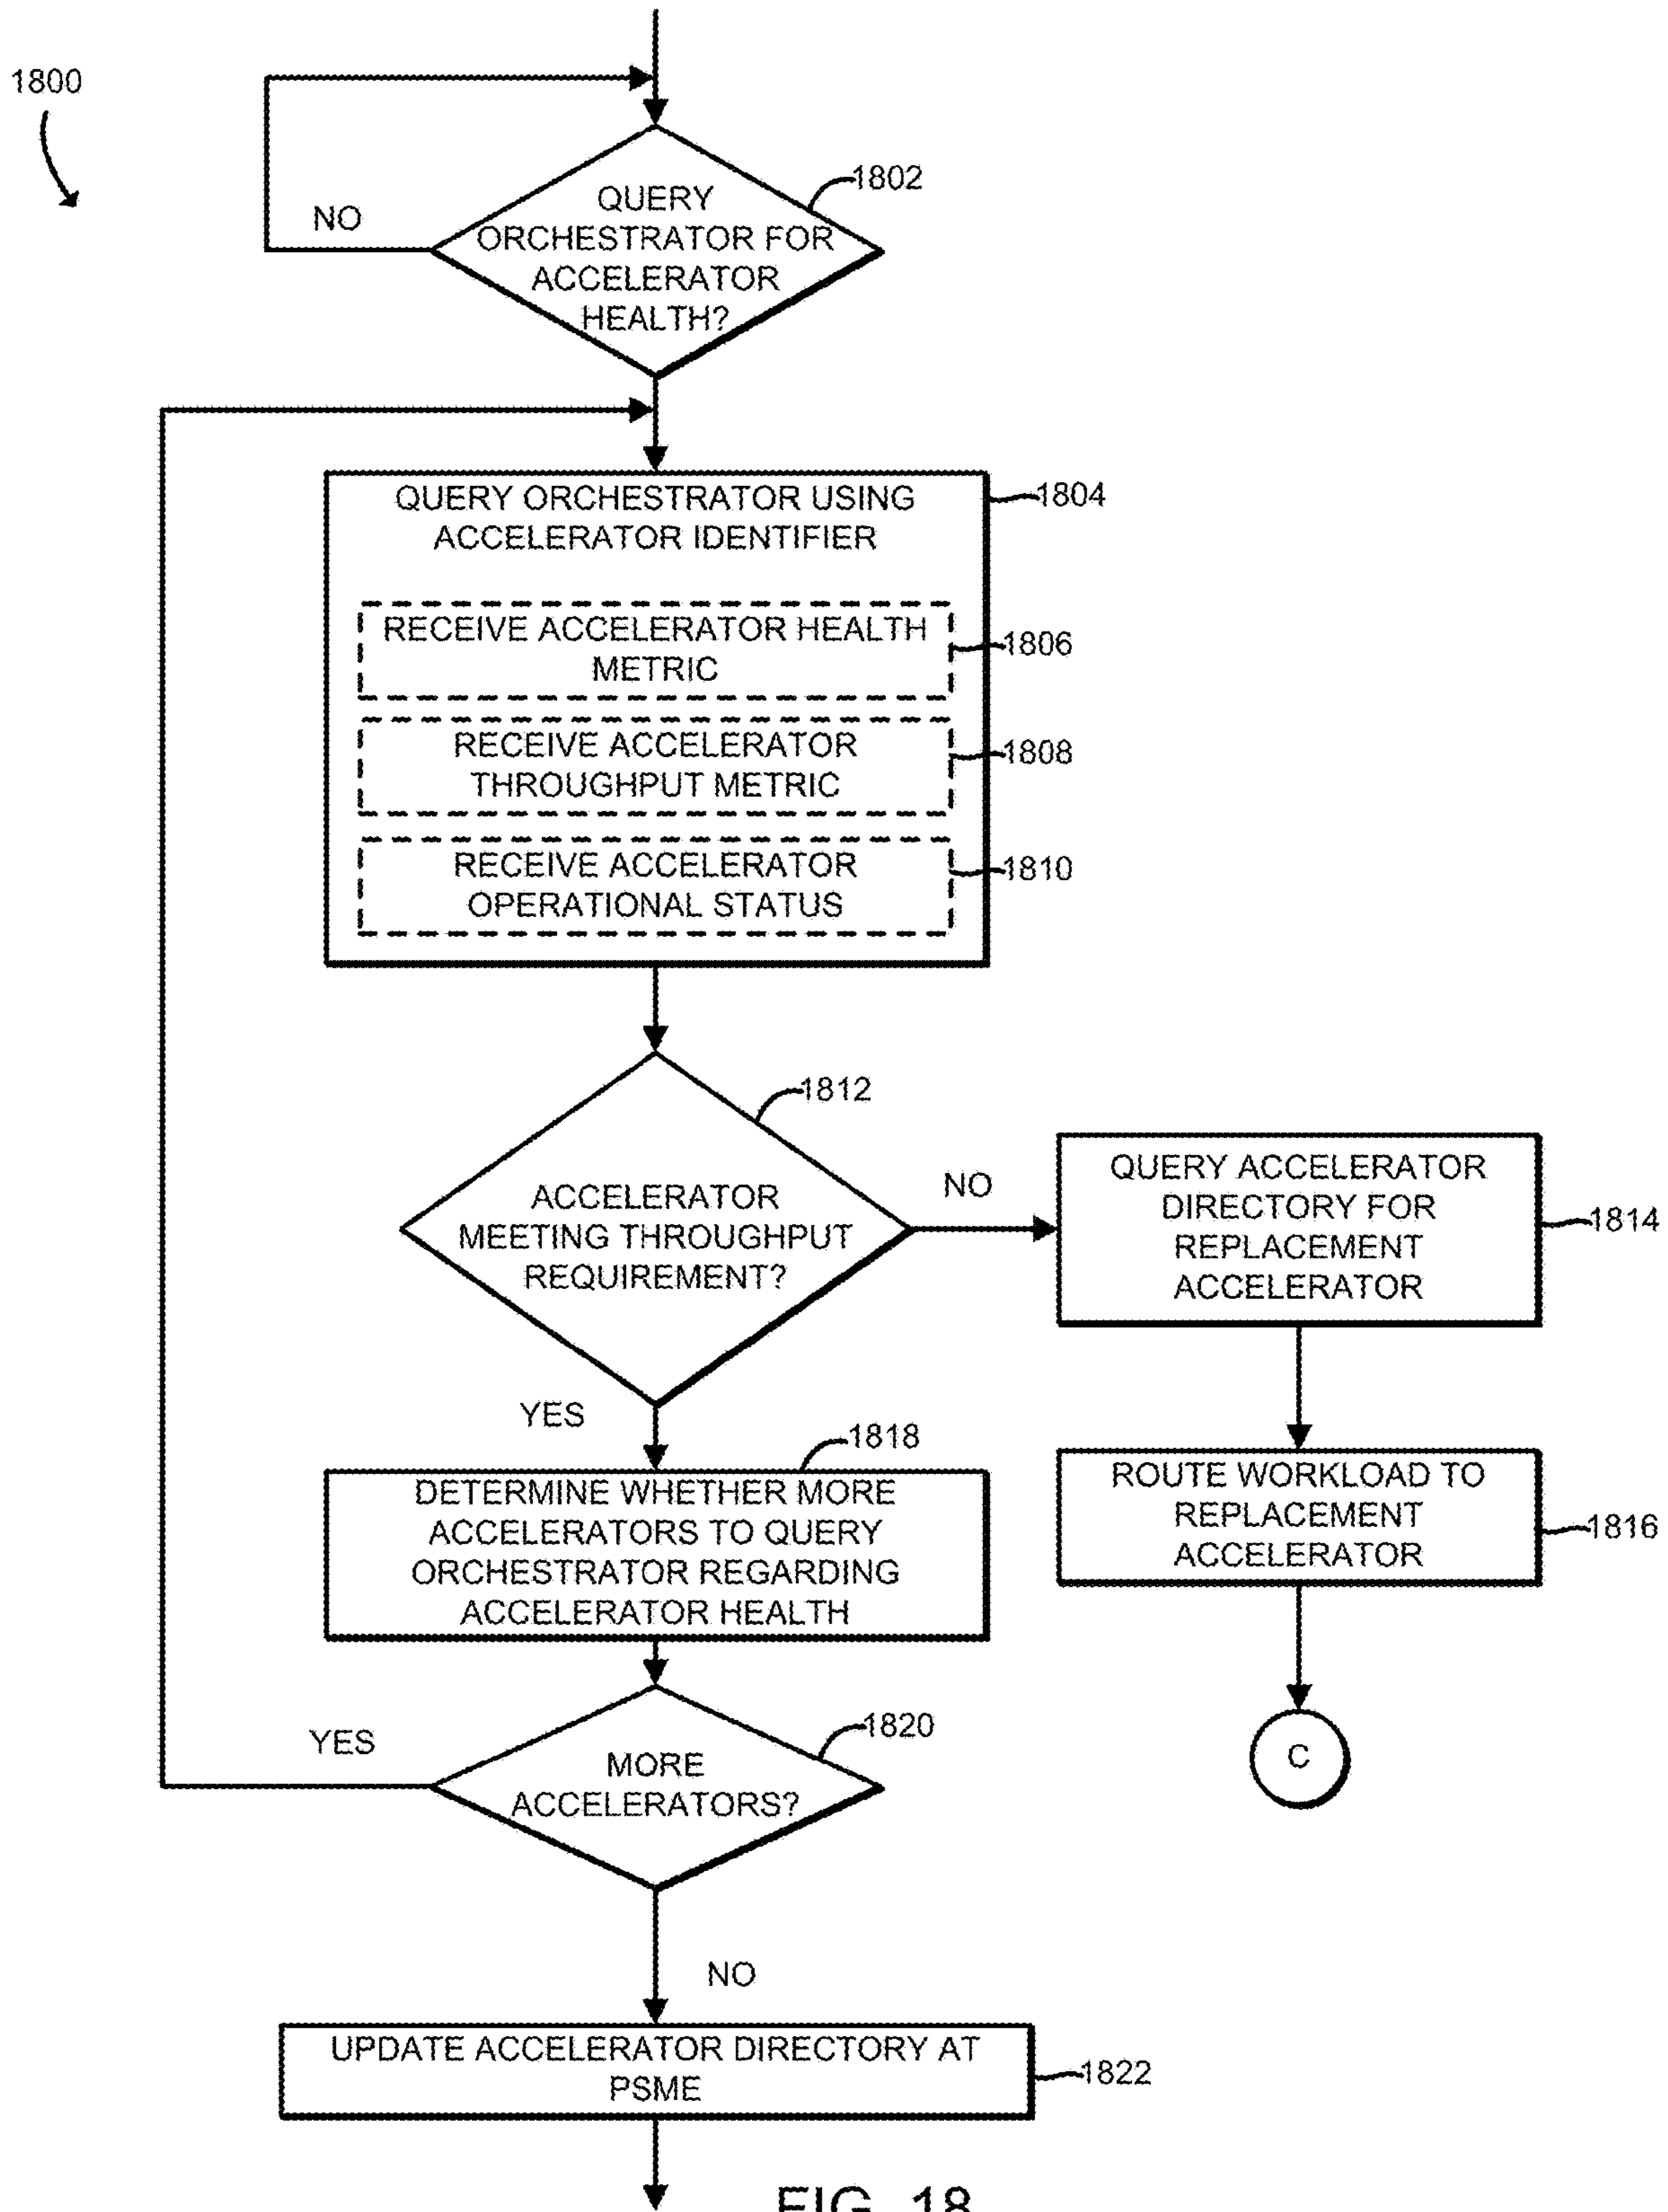 1800
1802
QUERY
ORCHESTRATOR FOR
ACCELERATOR
HEALTH?
NO
QUERY ORCHESTRATOR USING
ACCELERATOR IDENTIFIER
1804
RECEIVE ACCELERATOR HEALTH
METRIC
1806
RECEIVE ACCELERATOR
THROUGHPUT METRIC
1808
RECEIVE ACCELERATOR
OPERATIONAL STATUS
1810
1812
ACCELERATOR
MEETING THROUGHPUT
REQUIREMENT?
NO
QUERY ACCELERATOR
DIRECTORY FOR
REPLACEMENT
ACCELERATOR
1814
YES
ROUTE WORKLOAD TO
REPLACEMENT
ACCELERATOR
1816
1818
DETERMINE WHETHER MORE
ACCELERATORS TO QUERY
ORCHESTRATOR REGARDING
ACCELERATOR HEALTH
C
YES
1820
MORE
ACCELERATORS?
NO
UPDATE ACCELERATOR DIRECTORY AT
PSME
1822
FIG. 18